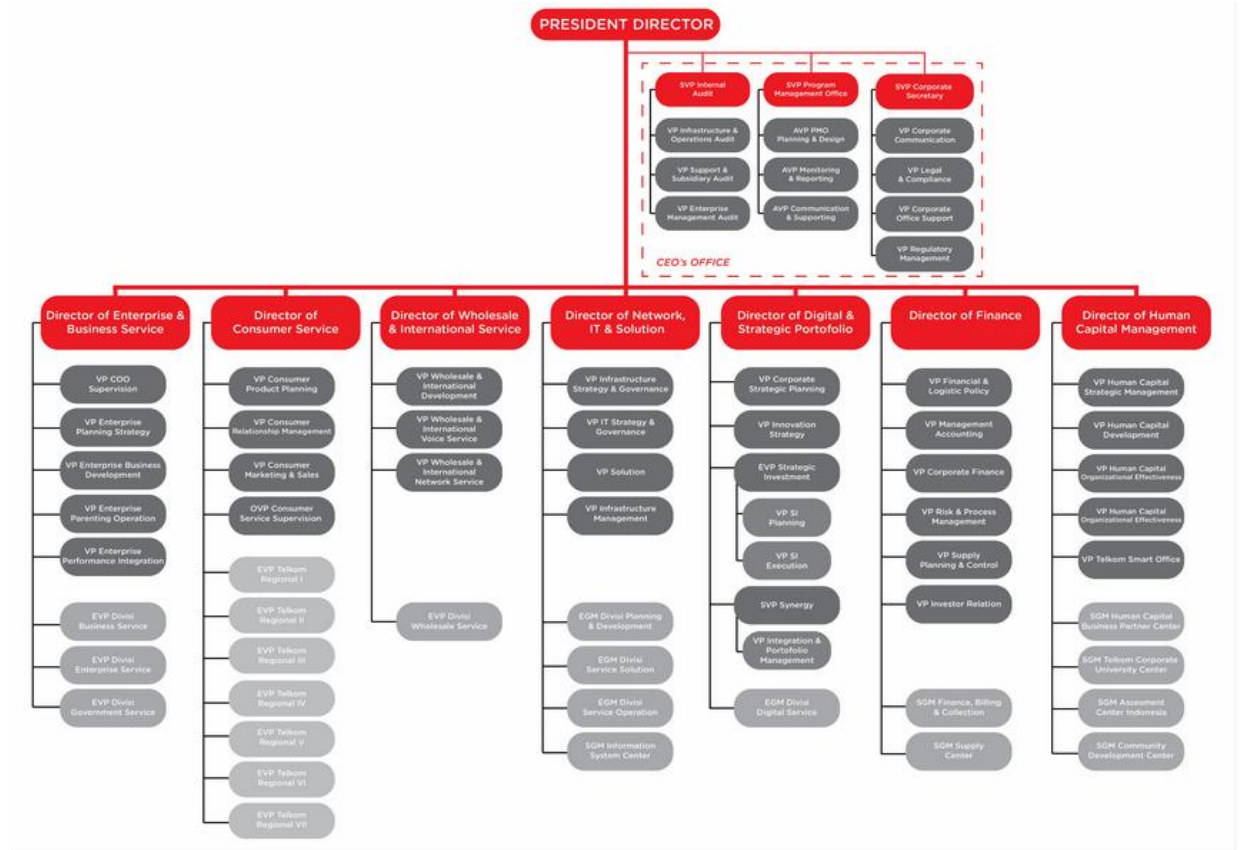 PRESIDENT DIRECTOR
SVP Internal
Audit
VP Infrastructure &
Operations Audit
VP Support &
Subsidiary Audit
VP Enterprise
Management Audit
SVP Program
Management Office
AVP PMO
Planning & Design
AVP Monitoring
& Reporting
AVP Communication
& Supporting
SVP Corporate
Secretary
VP Corporate
Communication
VP Legal
& Compliance
VP Corporate
Office Support
VP Regulatory
Management
CEO's OFFICE
Director of Enterprise &
Business Service
VP COO
Supervision
VP Enterprise
Planning Strategy
VP Enterprise Business
Development
VP Enterprise
Parenting Operation
VP Enterprise
Performance Integration
EVP Divisi
Business Service
EVP Divisi
Enterprise Service
EVP Divisi
Government Service
Director of
Consumer Service
VP Consumer
Product Planning
VP Consumer
Relationship Management
VP Consumer
Marketing & Sales
OVP Consumer
Service Supervision
EVP Telkom
Regional I
EVP Telkom
Regional II
EVP Telkom
Regional III
EVP Telkom
Regional IV
EVP Telkom
Regional V
EVP Telkom
Regional VI
EVP Telkom
Regional VII
Director of Wholesale
& International Service
VP Wholesale &
International
Development
VP Wholesale &
International
Voice Service
VP Wholesale &
International
Network Service
EVP Divisi
Wholesale Service
Director of Network,
IT & Solution
VP Infrastructure
Strategy & Governance
VP IT Strategy &
Governance
VP Solution
VP Infrastructure
Management
EGM Divisi Planning
& Development
EGM Divisi
Service Solution
EGM Divisi
Service Operation
SGM Information
System Center
Director of Digital &
Strategic Portofolio
VP Corporate
Strategic Planning
VP Innovation
Strategy
EVP Strategic
Investment
VP SI
Planning
VP SI
Execution
SVP Synergy
VP Integration &
Portofolio
Management
EGM Divisi
Digital Service
Director of Finance
VP Financial &
Logistic Policy
VP Management
Accounting
VP Corporate Finance
VP Risk & Process
Management
VP Supply
Planning & Control
VP Investor Relation
SGM Finance, Billing
& Collection
SGM Supply
Center
Director of Human
Capital Management
VP Human Capital
Strategic Management
VP Human Capital
Development
VP Human Capital
Organizational Effectiveness
VP Human Capital
Organizational Effectiveness
VP Telkom Smart Office
SGM Human Capital
Business Partner Center
SGM Telkom Corporate
University Center
SGM Assesment
Center Indonesia
SGM Community
Development Center